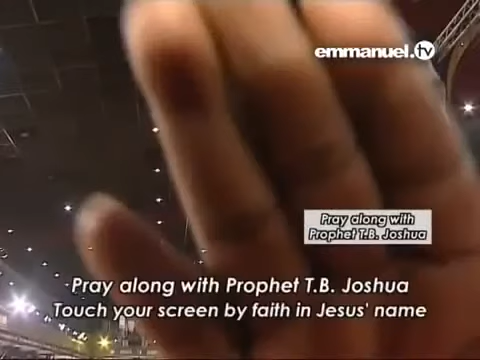 emmanuel.tv
Pray along with
Prophet T.B. Joshua
Pray along with Prophet T.B. Joshua
Touch your screen by faith in Jesus' name